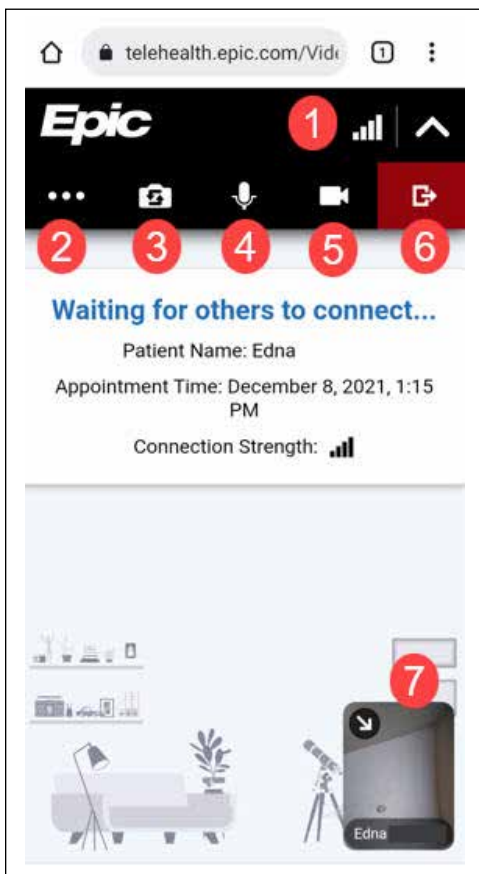 telehealth.epic.com/Vide 1
Epic 1
2 3 4 5 6
Waiting for others to connect...
Patient Name: Edna
Appointment Time: December 8, 2021, 1:15
PM
Connection Strength:
7
Edna